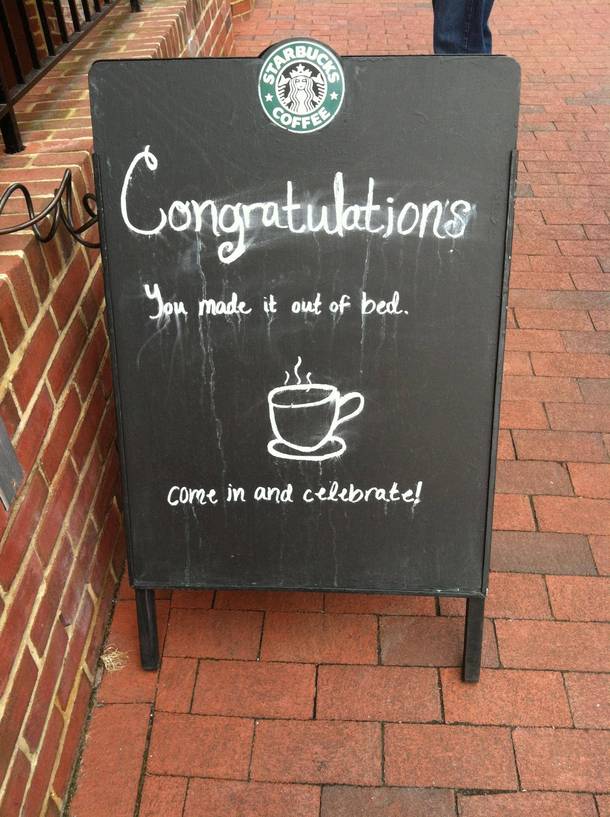 STARBUCKS
COFFEE
Congratulations
You made it out of bed.
come in and celebrate!